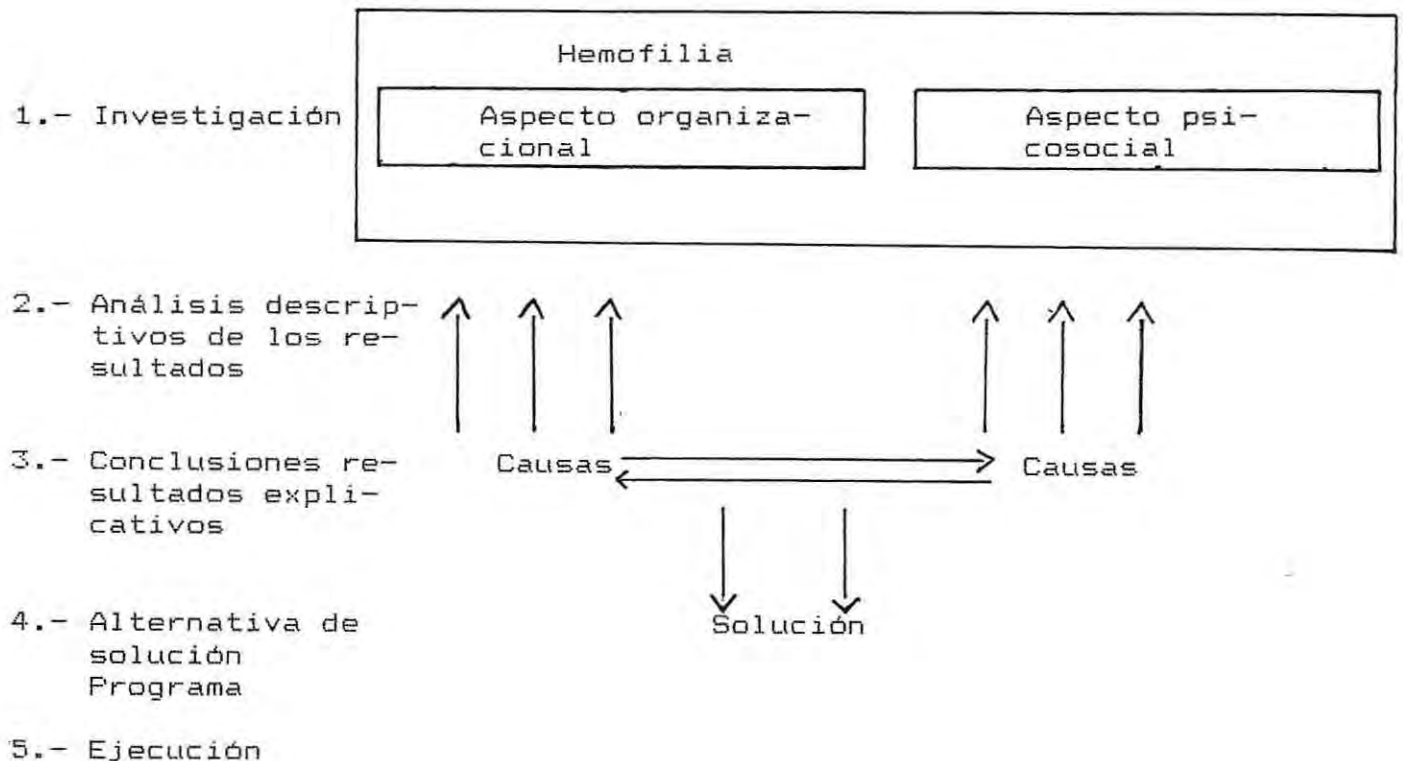 Hemofilia
1.- Investigación
Aspecto organiza-
cional
Aspecto psi-
cosocial
2.- Análisis descrip-
tivos de los re-
sultados
3.- Conclusiones re-
sultados expli-
cativos
Causas
Causas
4.- Alternativa de
solución
Programa
Solución
5.- Ejecución